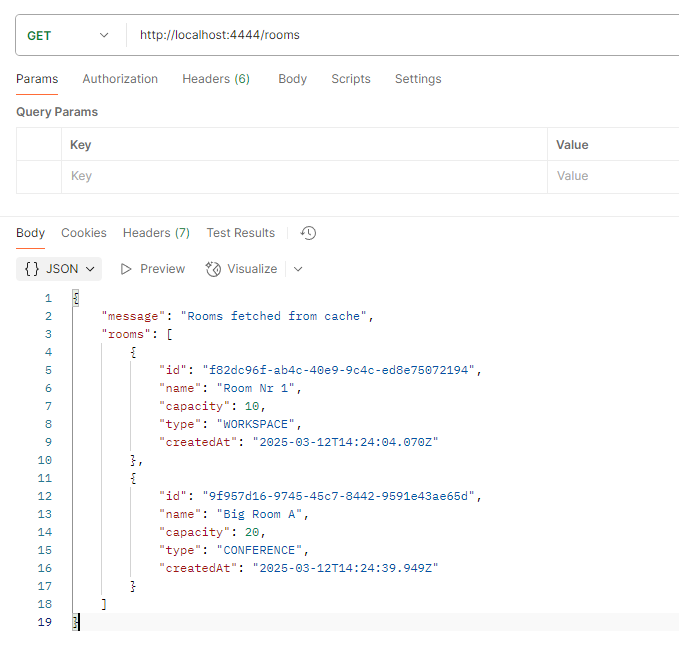 GET http://localhost:4444/rooms
Params Authorization Headers (6) Body Scripts Settings
Query Params
Key Value
Key Value
Body Cookies Headers (7) Test Results
{ } JSON Preview Visualize
1 {
2 "message": "Rooms fetched from cache",
3 "rooms": [
4 {
5 "id": "f82dc96f-ab4c-40e9-9c4c-ed8e75072194",
6 "name": "Room Nr 1",
7 "capacity": 10,
8 "type": "WORKSPACE",
9 "createdAt": "2025-03-12T14:24:04.070Z"
10 },
11 {
12 "id": "9f957d16-9745-45c7-8442-9591e43ae65d",
13 "name": "Big Room A",
14 "capacity": 20,
15 "type": "CONFERENCE",
16 "createdAt": "2025-03-12T14:24:39.949Z"
17 }
18 ]
19 }